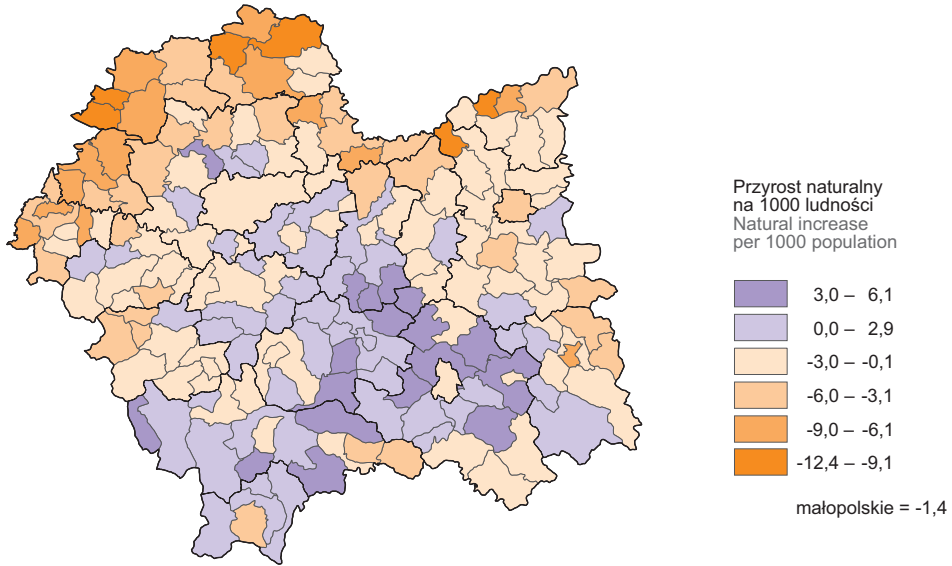 Przyrost naturalny
na 1000 ludności
Natural increase
per 1000 population
3,0 – 6,1
0,0 – 2,9
-3,0 – -0,1
-6,0 – -3,1
-9,0 – -6,1
-12,4 – -9,1
małopolskie = -1,4